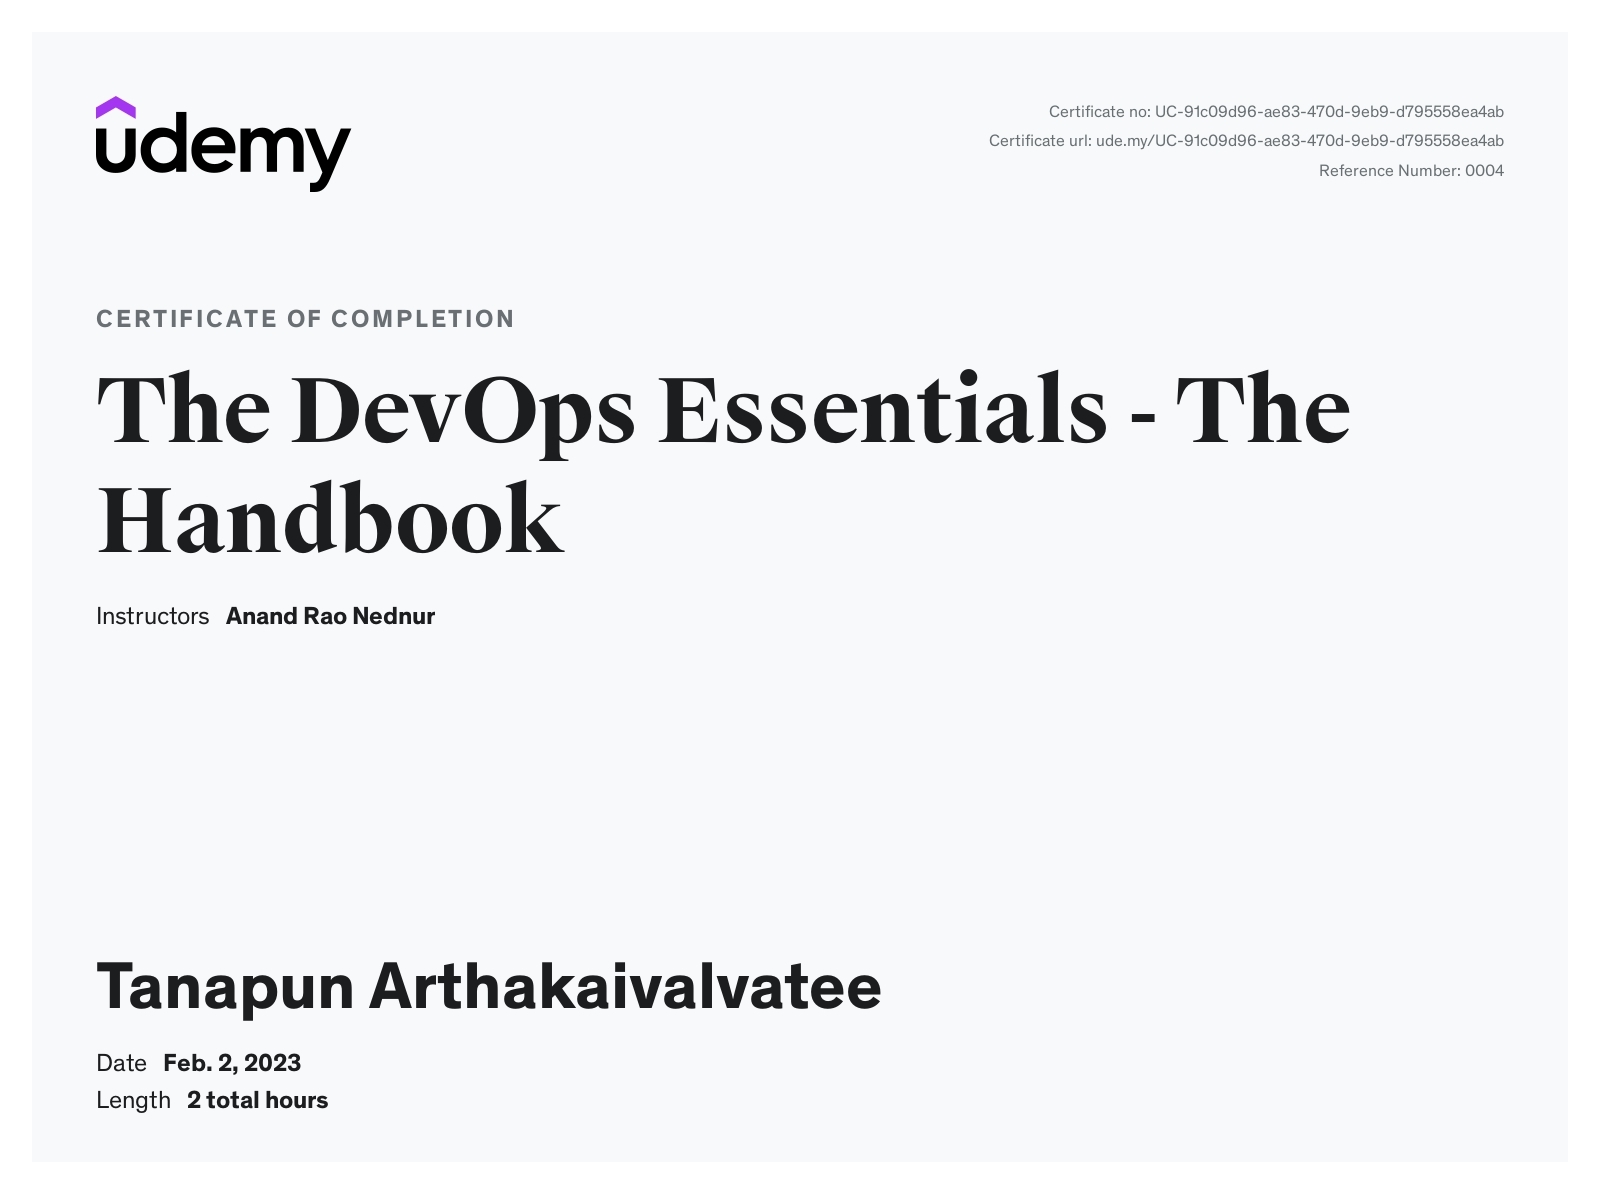 udemy
Certificate no: UC-91c09d96-ae83-470d-9eb9-d795558ea4ab
Certificate url: ude.my/UC-91c09d96-ae83-470d-9eb9-d795558ea4ab
Reference Number: 0004
CERTIFICATE OF COMPLETION
The DevOps Essentials - The
Handbook
Instructors Anand Rao Nednur
Tanapun Arthakaivalvatee
Date Feb. 2, 2023
Length 2 total hours